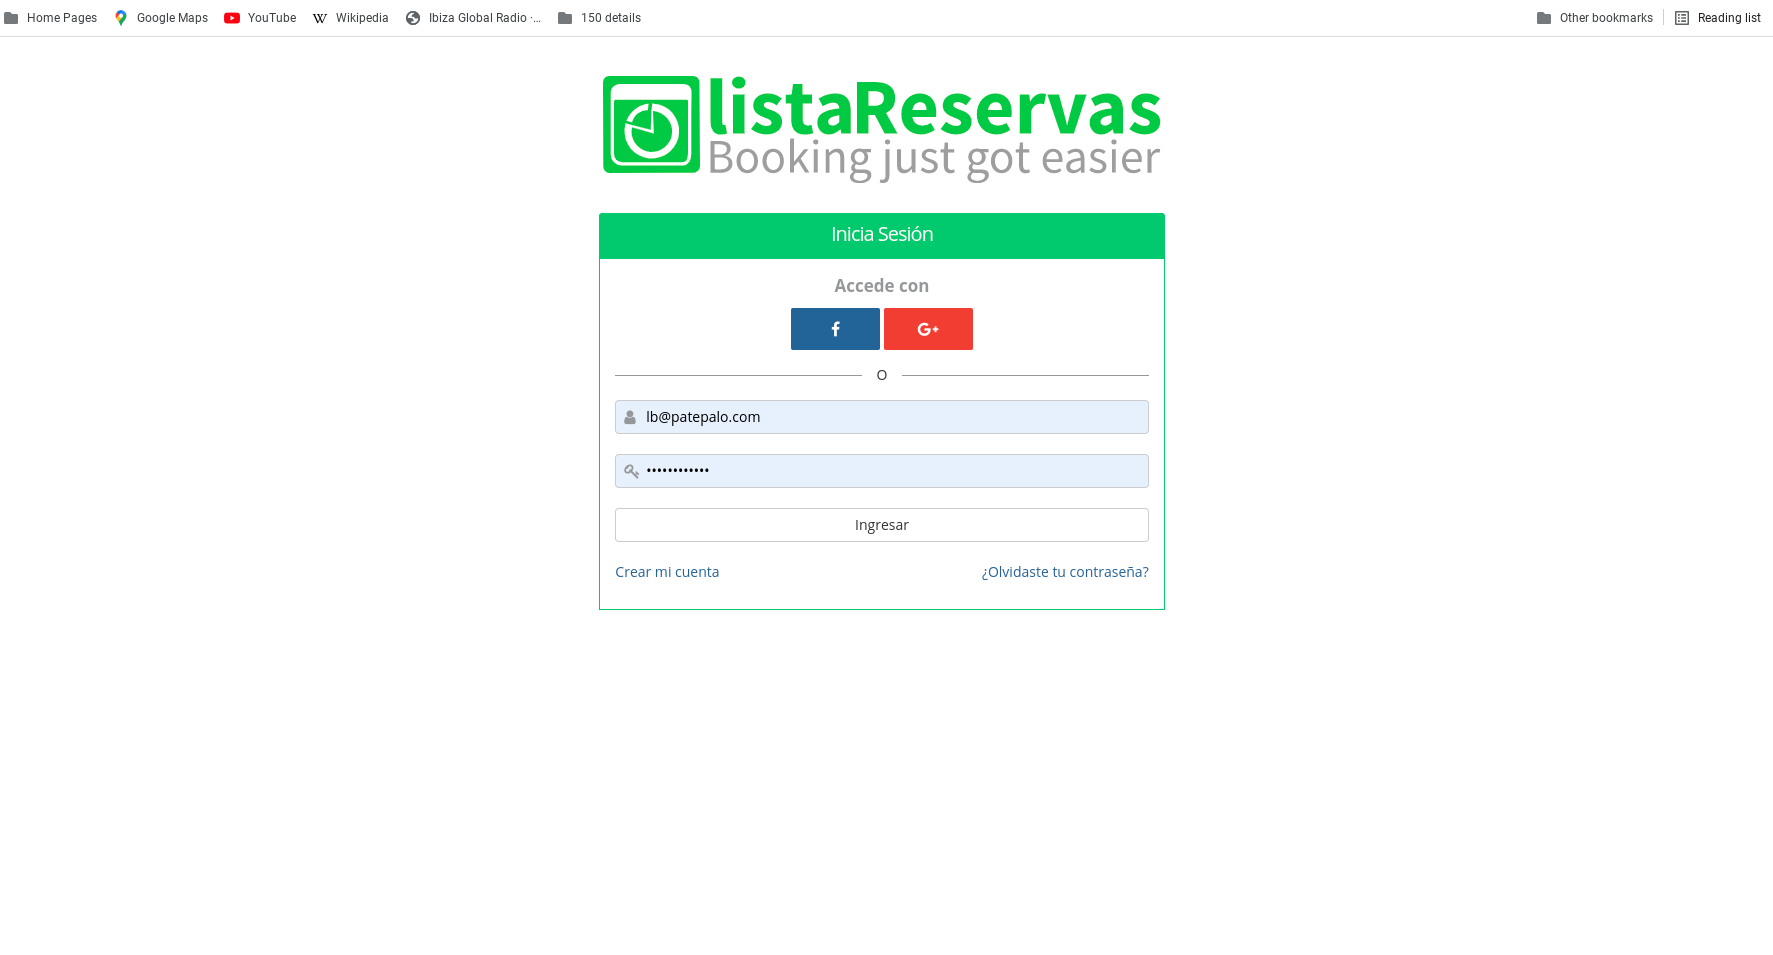 Home Pages Google Maps YouTube W Wikipedia Ibiza Global Radio ·... 150 details Other bookmarks Reading list
listaReservas
Booking just got easier
Inicia Sesión
Accede con
f G+
O
lb@patepalo.com
••••••••••••
Ingresar
Crear mi cuenta ¿Olvidaste tu contraseña?